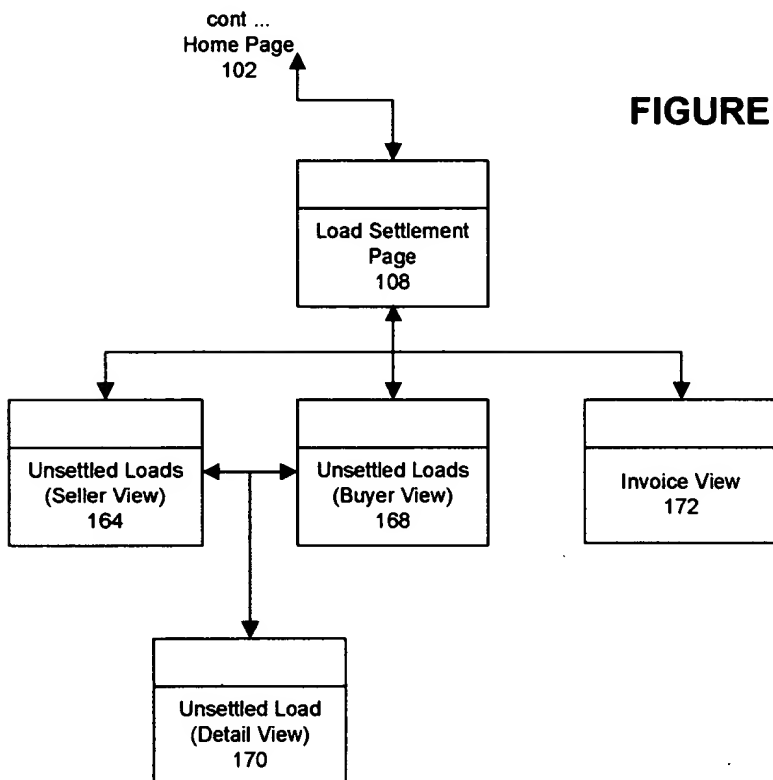 cont ...
Home Page
102
FIGURE
Load Settlement
Page
108
Unsettled Loads
(Seller View)
164
Unsettled Loads
(Buyer View)
168
Invoice View
172
Unsettled Load
(Detail View)
170